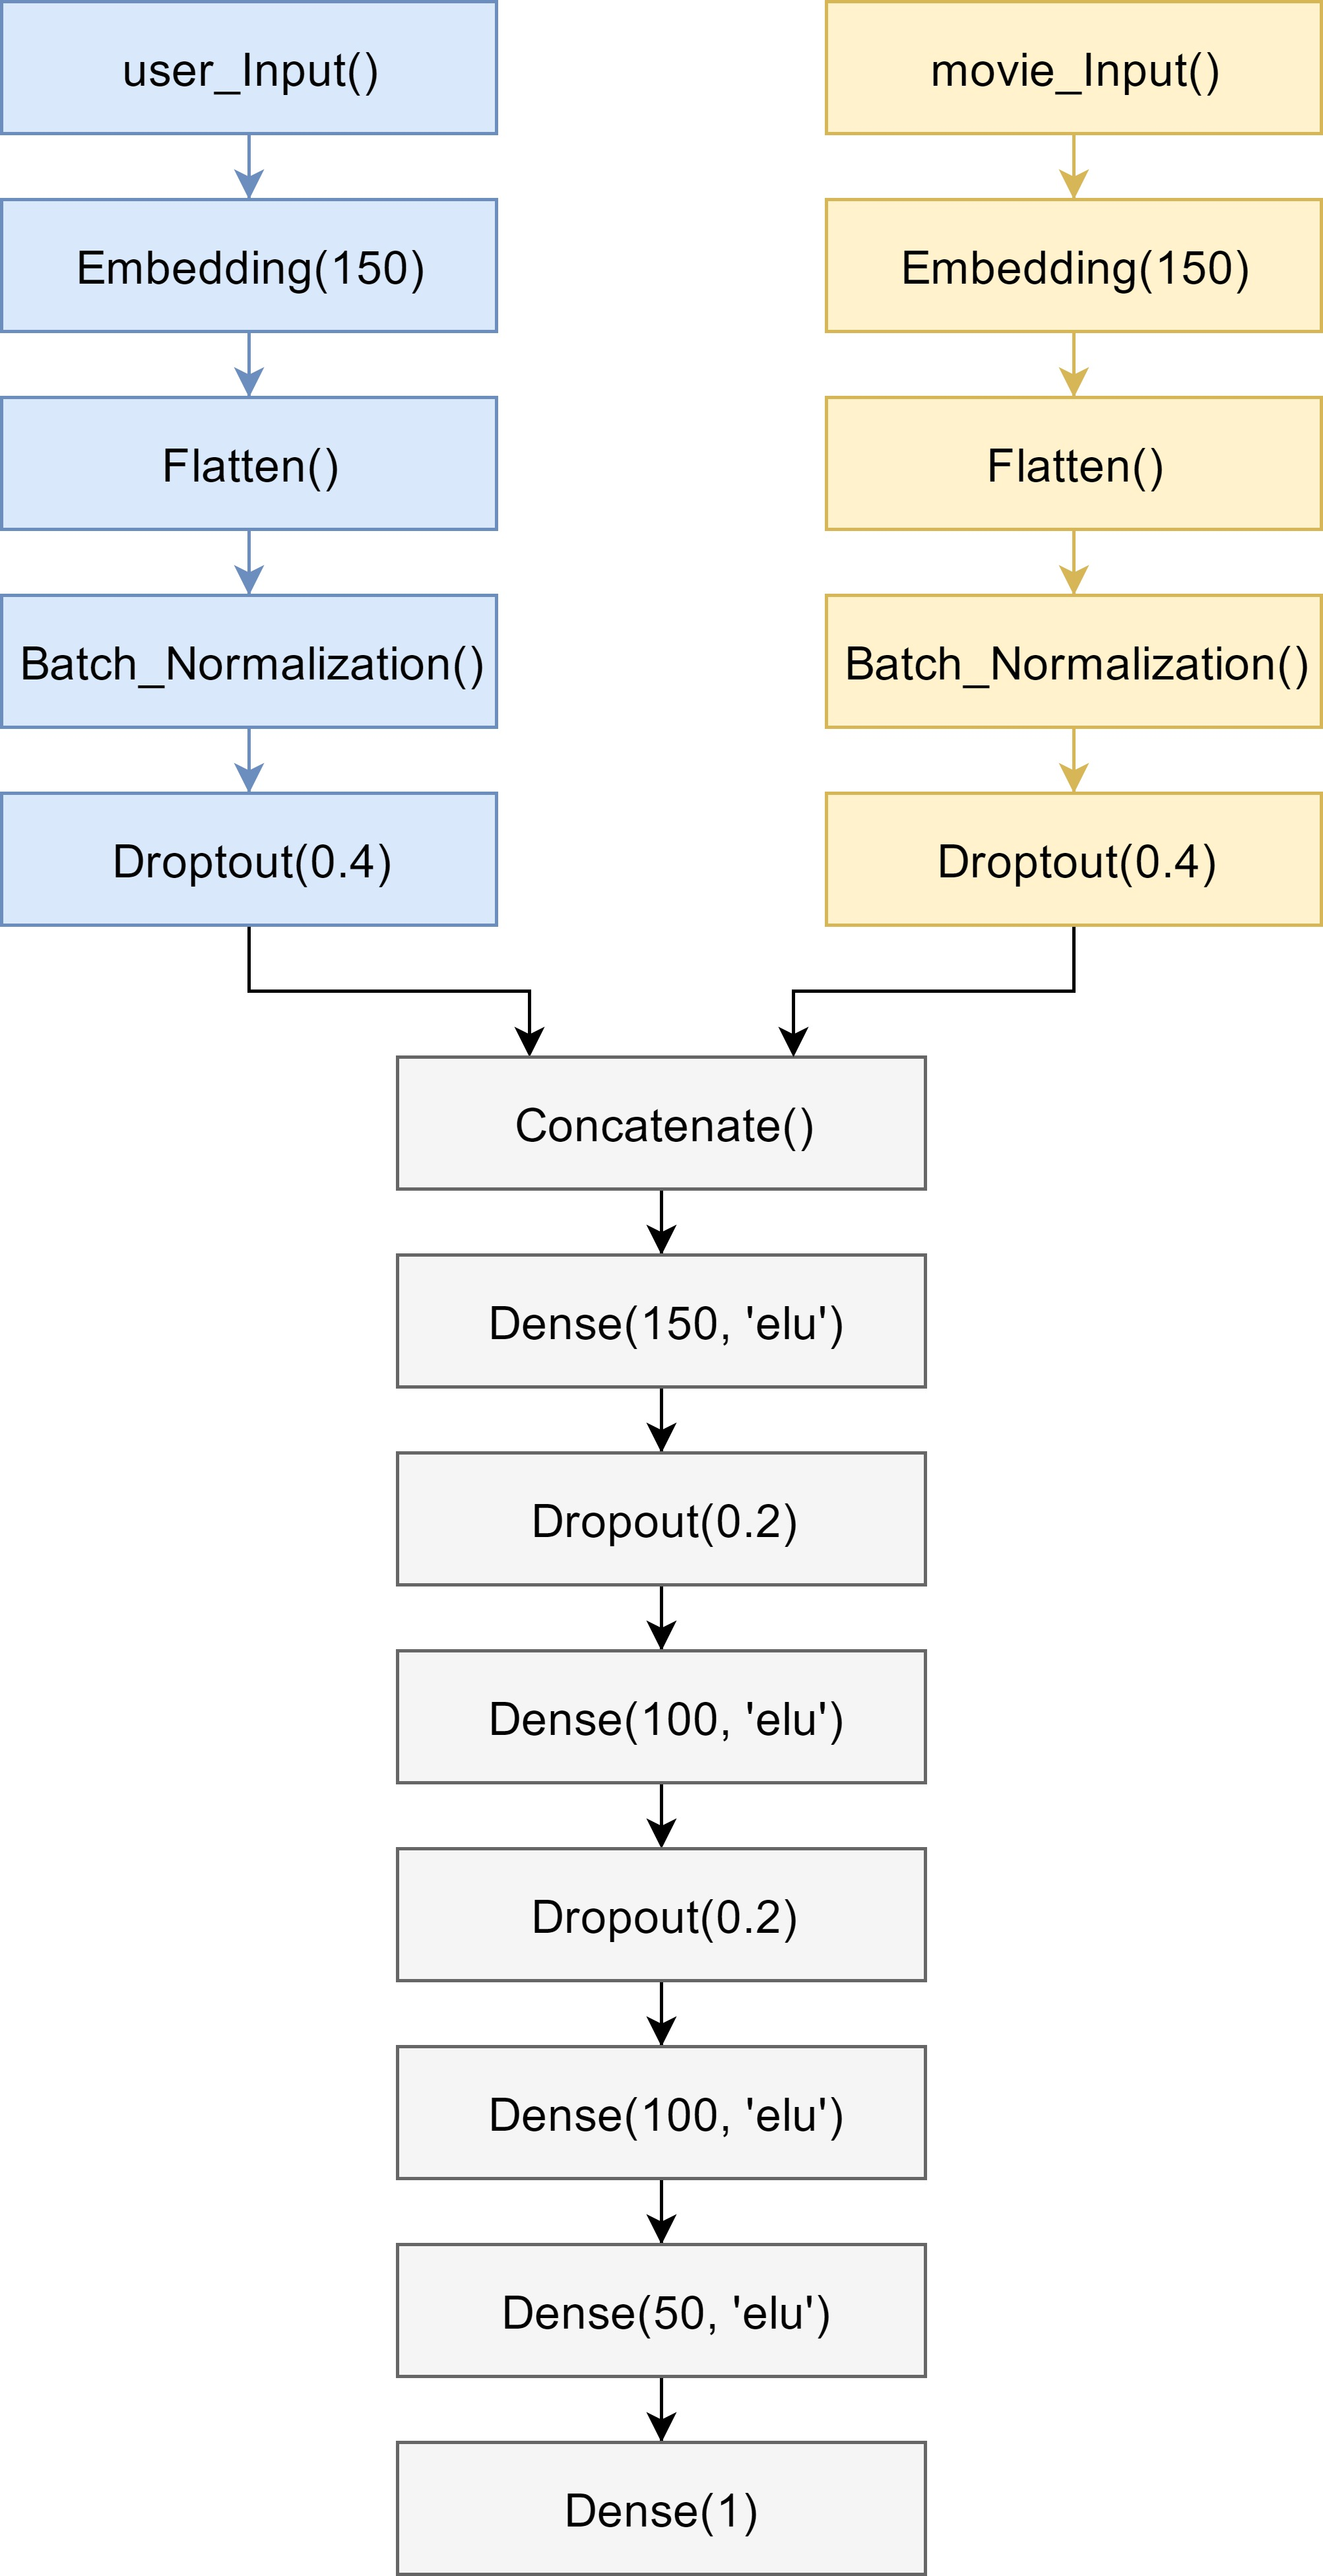 user_Input()
movie_Input()
Embedding(150)
Embedding(150)
Flatten()
Flatten()
Batch_Normalization()
Batch_Normalization()
Droptout(0.4)
Droptout(0.4)
Concatenate()
Dense(150, 'elu')
Dropout(0.2)
Dense(100, 'elu')
Dropout(0.2)
Dense(100, 'elu')
Dense(50, 'elu')
Dense(1)